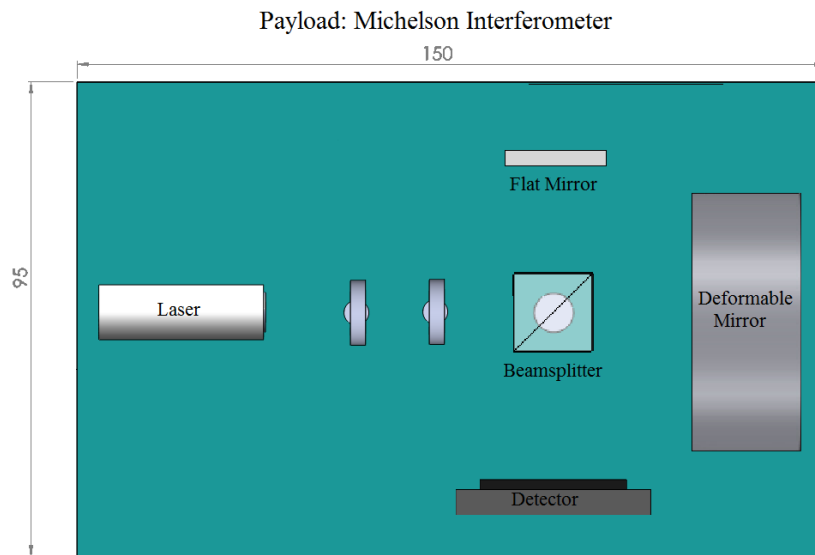 Payload: Michelson Interferometer
150
95
Flat Mirror
Laser
Deformable
Mirror
Beamsplitter
Detector